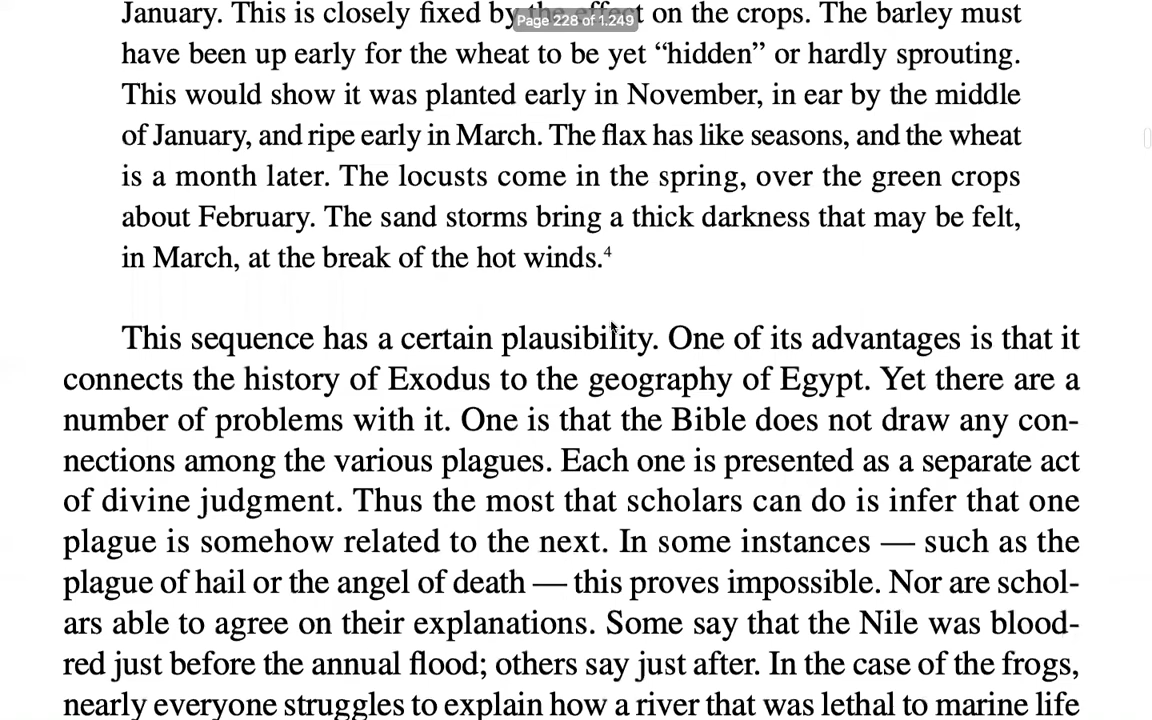 January. This is closely fixed by the effect on the crops. The barley must
Page 228 of 1.249
have been up early for the wheat to be yet “hidden” or hardly sprouting.
This would show it was planted early in November, in ear by the middle
of January, and ripe early in March. The flax has like seasons, and the wheat
is a month later. The locusts come in the spring, over the green crops
about February. The sand storms bring a thick darkness that may be felt,
in March, at the break of the hot winds.4
This sequence has a certain plausibility. One of its advantages is that it
connects the history of Exodus to the geography of Egypt. Yet there are a
number of problems with it. One is that the Bible does not draw any con-
nections among the various plagues. Each one is presented as a separate act
of divine judgment. Thus the most that scholars can do is infer that one
plague is somehow related to the next. In some instances — such as the
plague of hail or the angel of death — this proves impossible. Nor are schol-
ars able to agree on their explanations. Some say that the Nile was blood-
red just before the annual flood; others say just after. In the case of the frogs,
nearly everyone struggles to explain how a river that was lethal to marine life